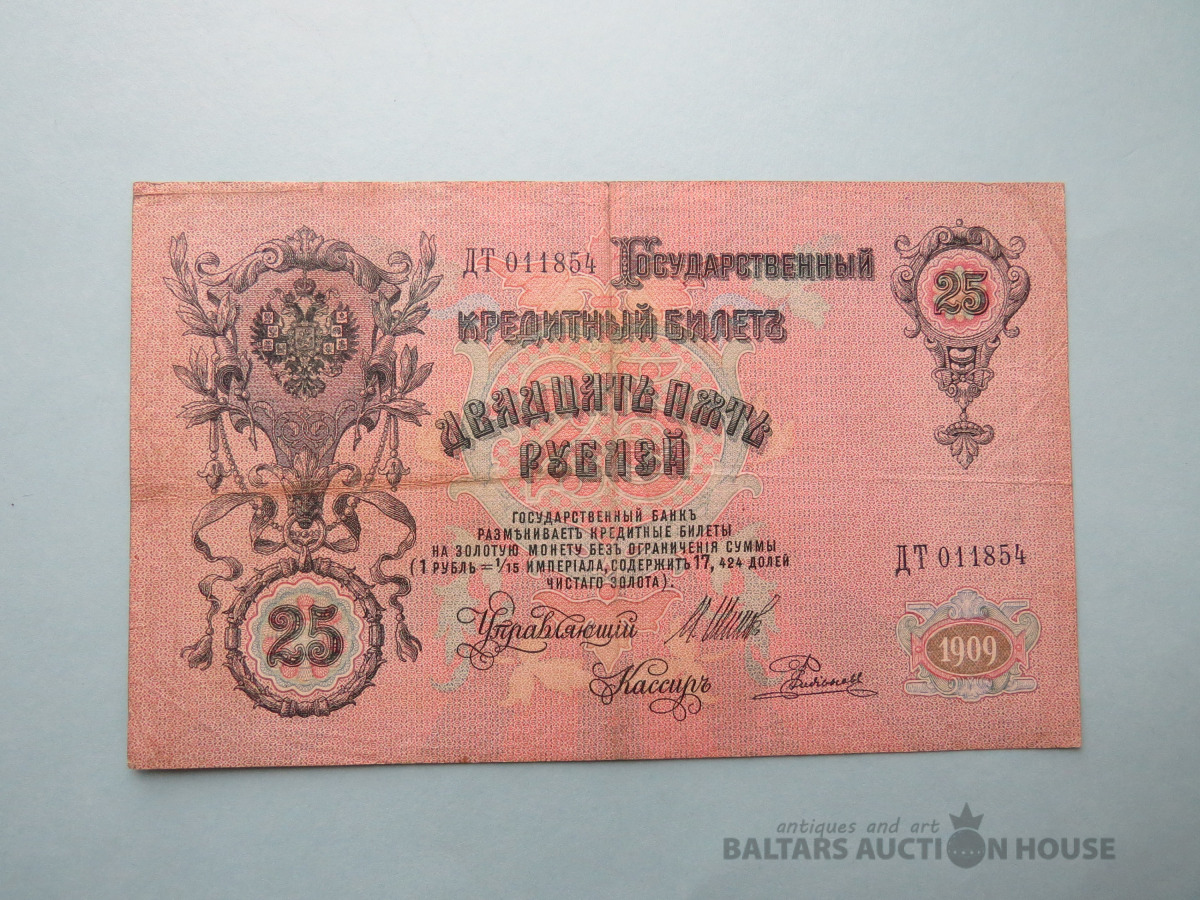 ДТ 011854
Государственный
25
КРЕДИТНЫЙ БИЛЕТЪ
ДВАДЦАТЬ ПЯТЬ
РУБЛЕЙ
ГОСУДАРСТВЕННЫЙ БАНКЪ
РАЗМѢНИВАЕТЪ КРЕДИТНЫЕ БИЛЕТЫ
НА ЗОЛОТУЮ МОНЕТУ БЕЗЪ ОГРАНИЧЕНІЯ СУММЫ
(1 РУБЛЬ = 1/15 ИМПЕРІАЛА, СОДЕРЖИТЪ 17, 424 ДОЛЕЙ
ЧИСТАГО ЗОЛОТА).
ДТ 011854
25
Управляющій
Кассиръ
1909
antiques and art
BALTARS AUCTION HOUSE